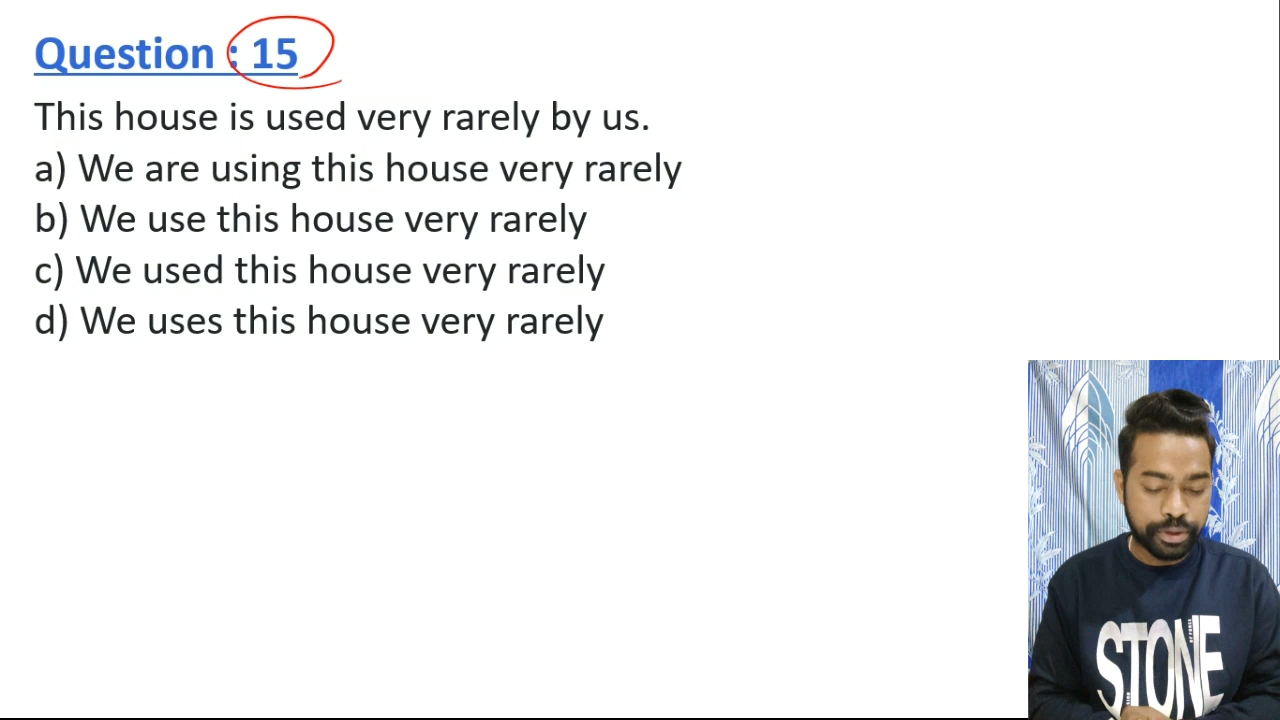 Question : 15
This house is used very rarely by us.
a) We are using this house very rarely
b) We use this house very rarely
c) We used this house very rarely
d) We uses this house very rarely
STONE